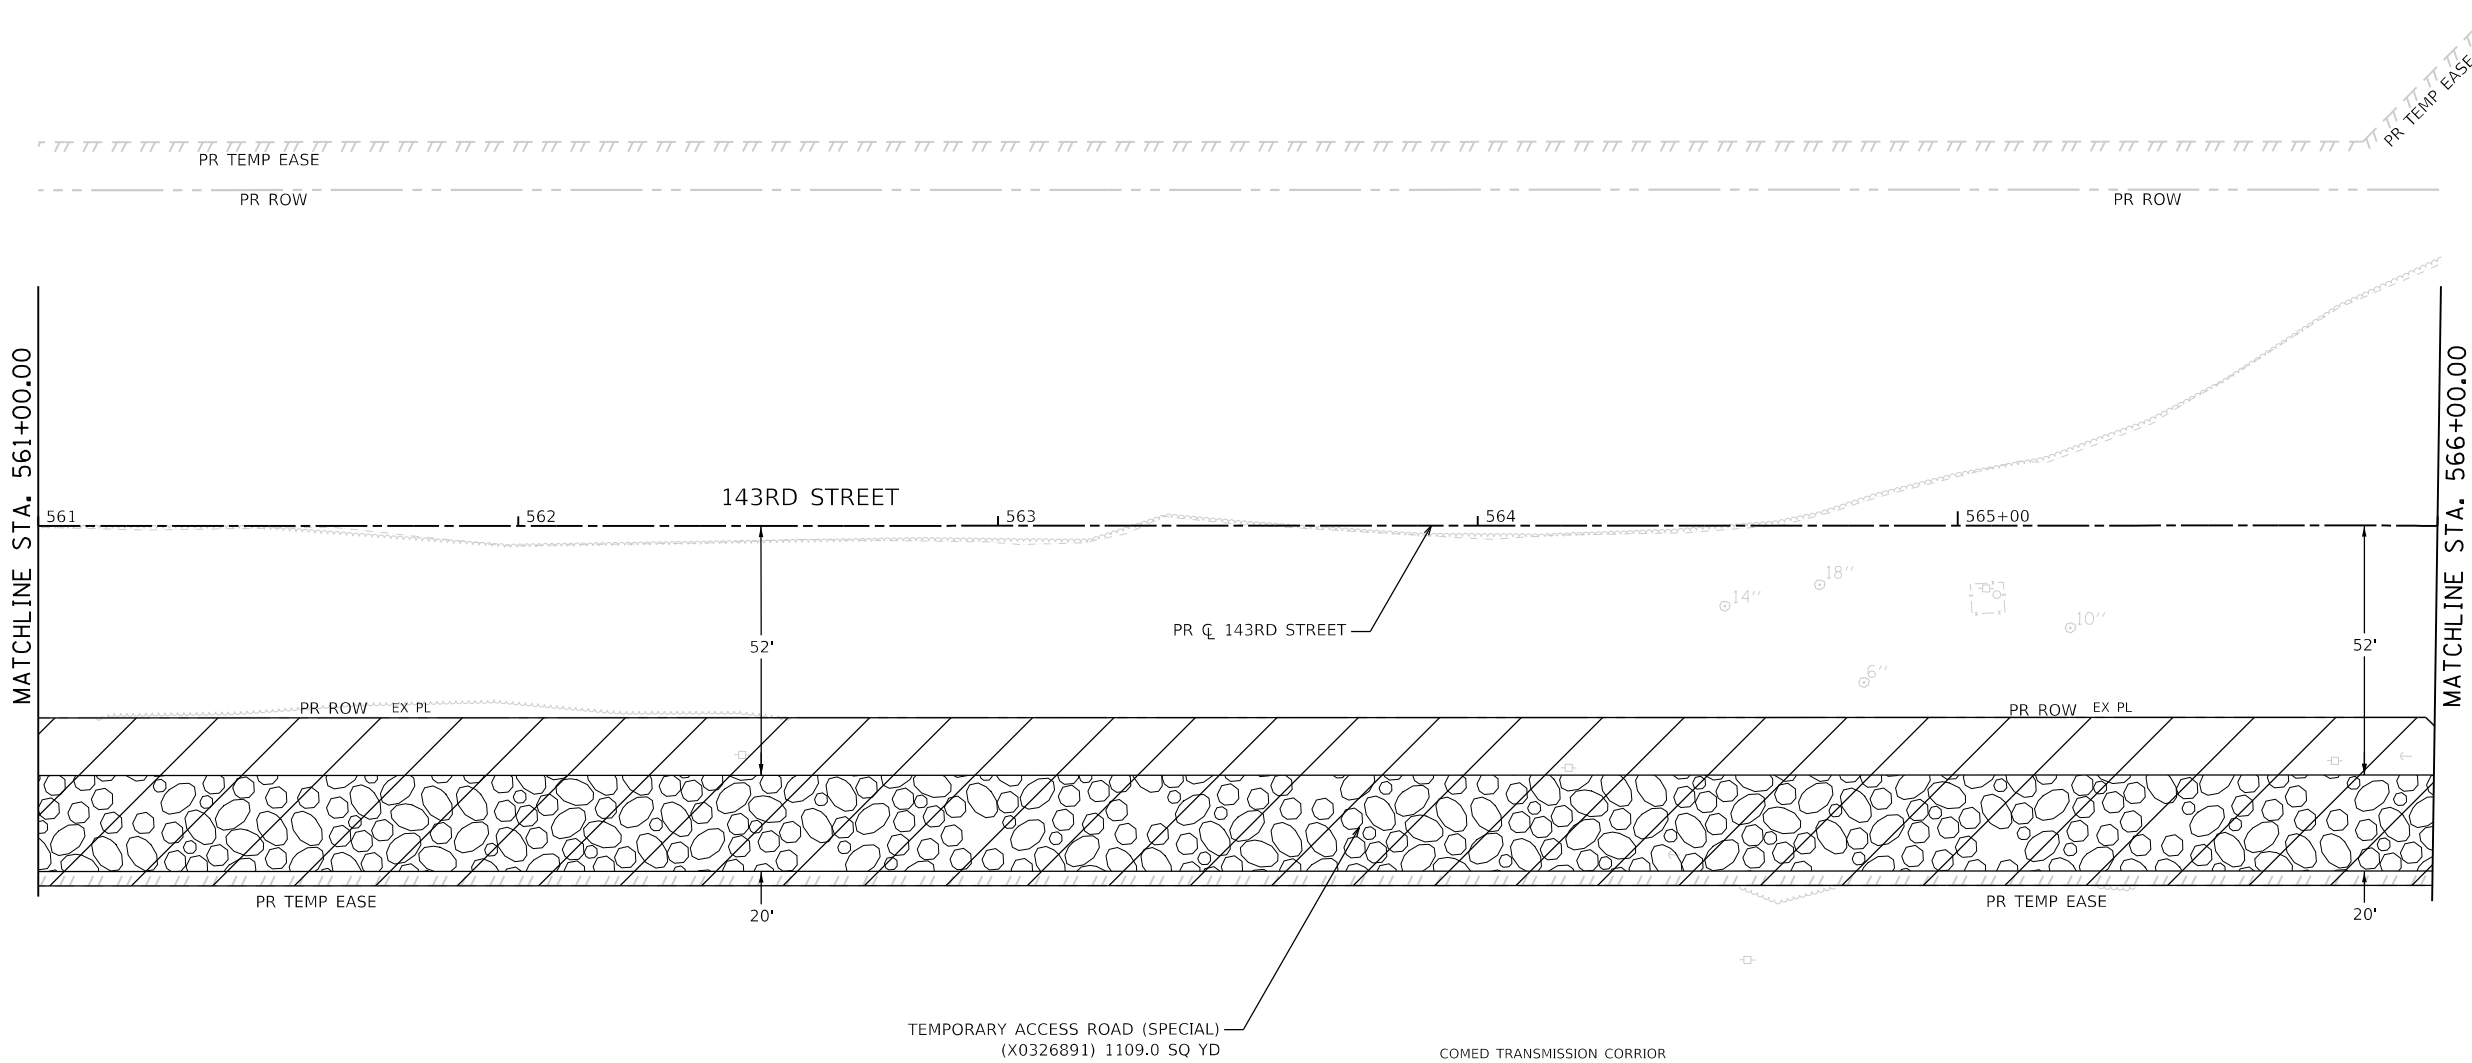 PR TEMP EASE
PR TEMP EASE
PR ROW
PR ROW
MATCHLINE STA. 561+00.00
MATCHLINE STA. 566+00.00
143RD STREET
561
562
563
564
565+00
18''
14''
10''
6''
PR ℄ 143RD STREET
52'
52'
PR ROW
EX PL
PR ROW
EX PL
PR TEMP EASE
PR TEMP EASE
20'
20'
TEMPORARY ACCESS ROAD (SPECIAL)
(X0326891) 1109.0 SQ YD
COMED TRANSMISSION CORRIOR